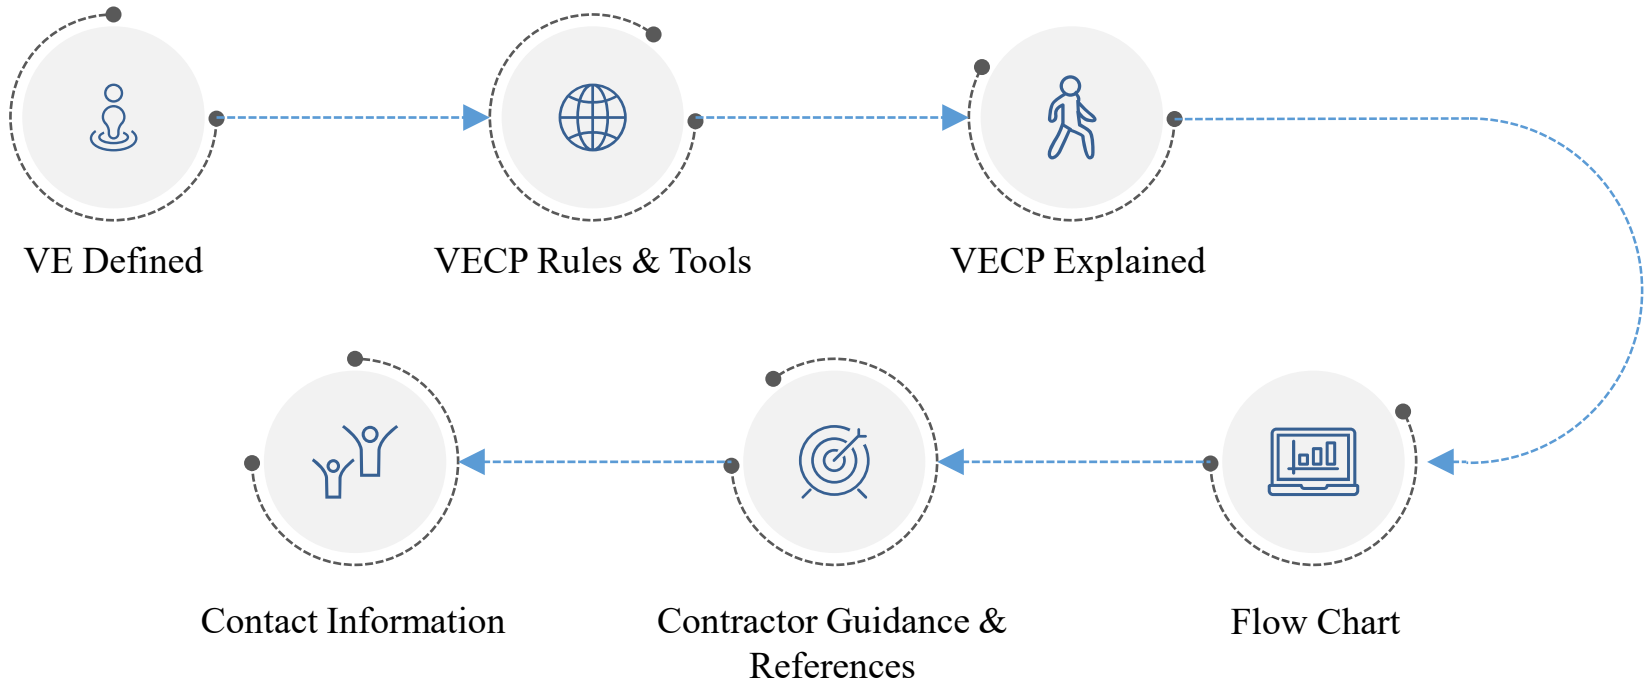 VE Defined
VECP Rules & Tools
VECP Explained
Flow Chart
Contractor Guidance &
References
Contact Information